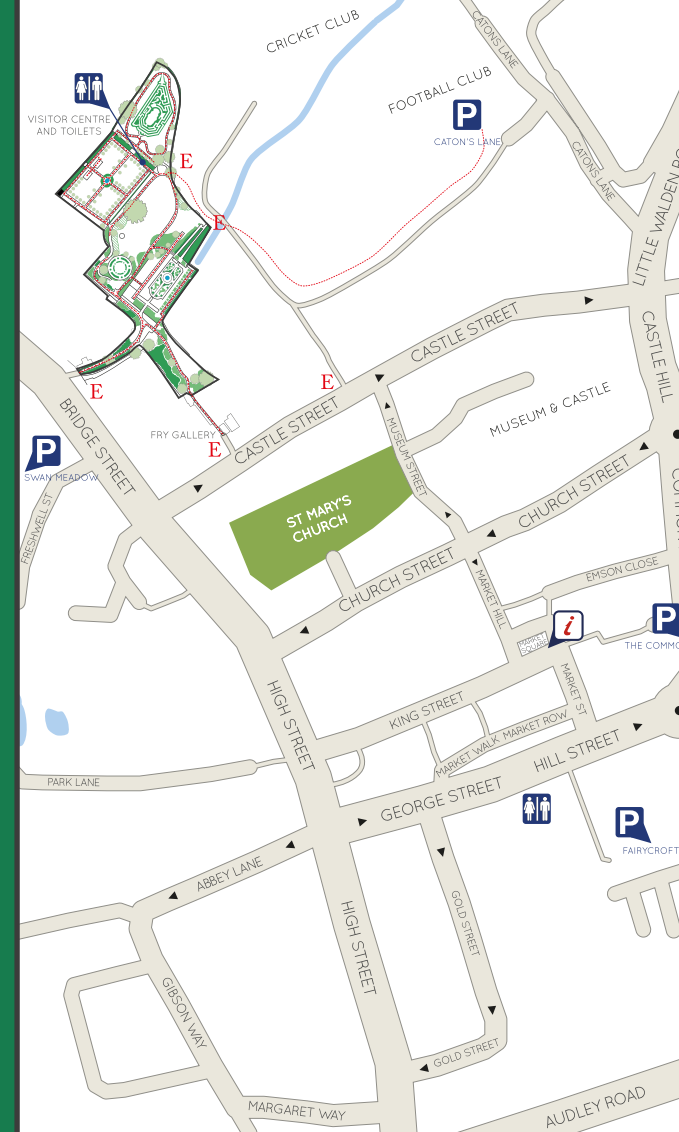 CRICKET CLUB
CATONS LANE
FOOTBALL CLUB
P
CATON'S LANE
VISITOR CENTRE
AND TOILETS
E
E
CATONS LANE
LITTLE WALDEN RO
CASTLE STREET
CASTLE HILL
E
E
MUSEUM & CASTLE
BRIDGE STREET
CASTLE STREET
MUSEUM STREET
FRY GALLERY
E
P
SWAN MEADOW
CHURCH STREET
FRESHWELL ST
ST MARY'S
CHURCH
CHURCH STREET
MARKET HILL
EMSON CLOSE
MARKET
SQUARE
i
P
THE COMMO
HIGH STREET
KING STREET
MARKET ST
MARKET WALK
MARKET ROW
HILL STREET
PARK LANE
GEORGE STREET
P
FAIRYCROFT
ABBEY LANE
HIGH STREET
GOLD STREET
GIBSON WAY
GOLD STREET
MARGARET WAY
AUDLEY ROAD